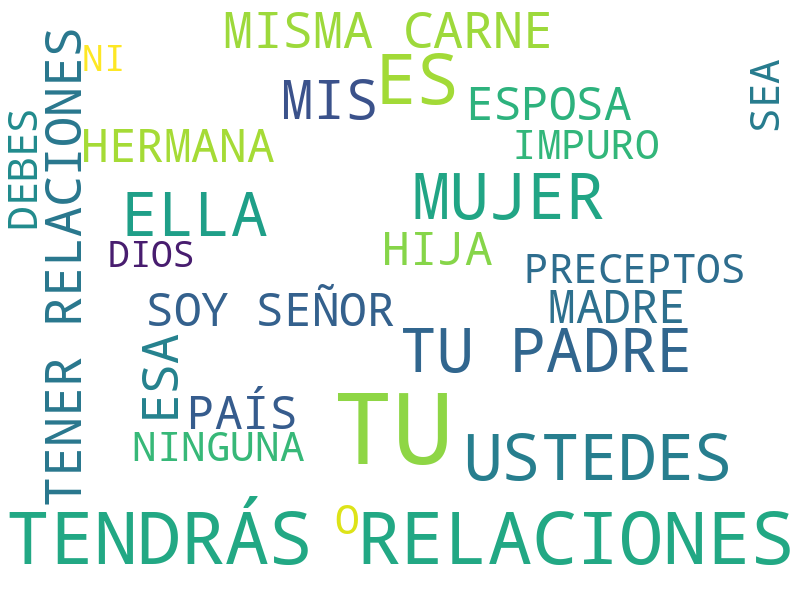 MISMA CARNE
NI
ES
MIS
ESPOSA
SEA
HERMANA
IMPURO
DEBES
TENER RELACIONES
ELLA
MUJER
DIOS
HIJA
PRECEPTOS
SOY SEÑOR
MADRE
TU PADRE
ESA
PAÍS
TU
NINGUNA
USTEDES
TENDRÁS
O
RELACIONES